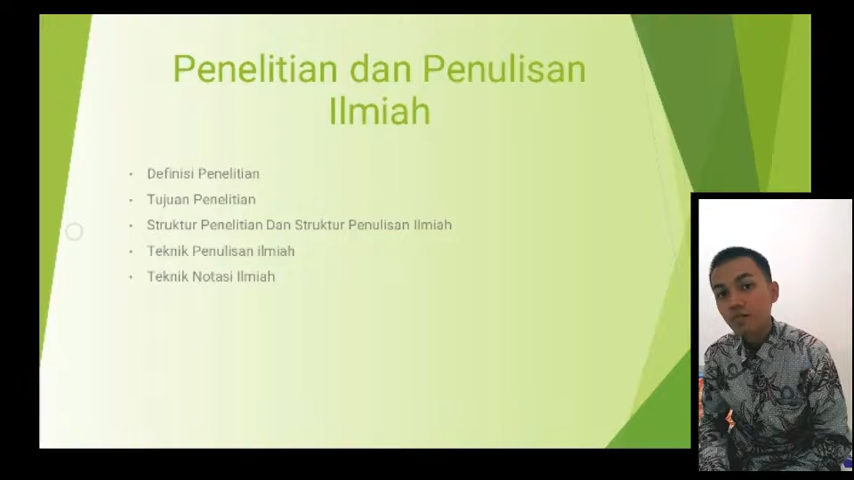 Penelitian dan Penulisan
Ilmiah
• Definisi Penelitian
• Tujuan Penelitian
• Struktur Penelitian Dan Struktur Penulisan Ilmiah
• Teknik Penulisan ilmiah
• Teknik Notasi Ilmiah